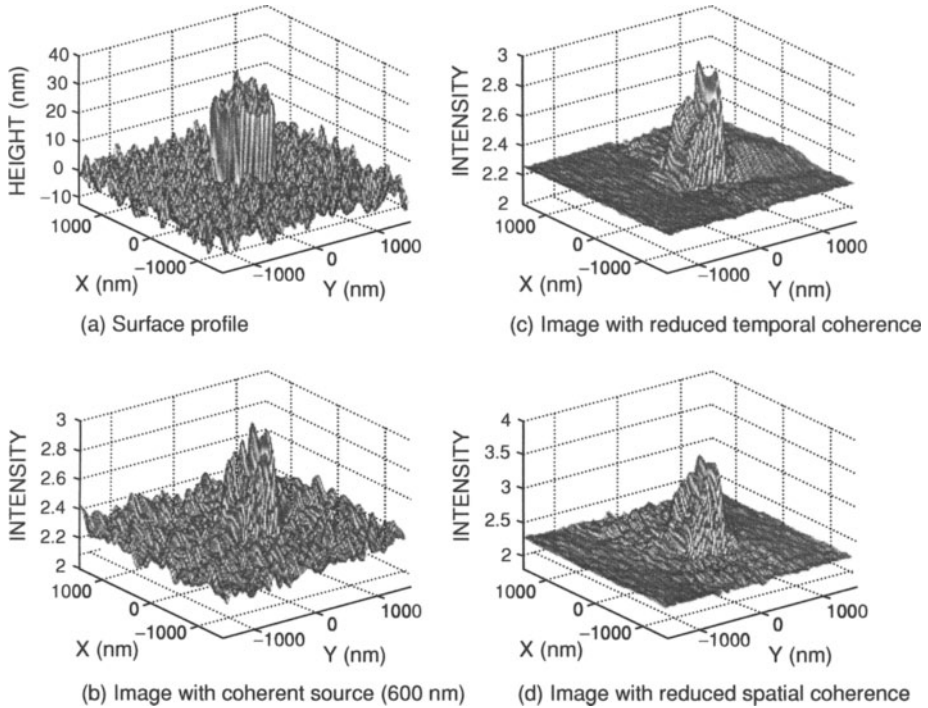 40
30
20
10
0
−10
HEIGHT (nm)
1000
0
−1000
X (nm)
−1000
0
1000
Y (nm)
(a) Surface profile
3
2.8
2.6
2.4
2.2
2
INTENSITY
1000
0
−1000
X (nm)
−1000
0
1000
Y (nm)
(c) Image with reduced temporal coherence
3
2.8
2.6
2.4
2.2
2
INTENSITY
1000
0
−1000
X (nm)
−1000
0
1000
Y (nm)
(b) Image with coherent source (600 nm)
4
3.5
3
2.5
2
INTENSITY
1000
0
−1000
X (nm)
−1000
0
1000
Y (nm)
(d) Image with reduced spatial coherence